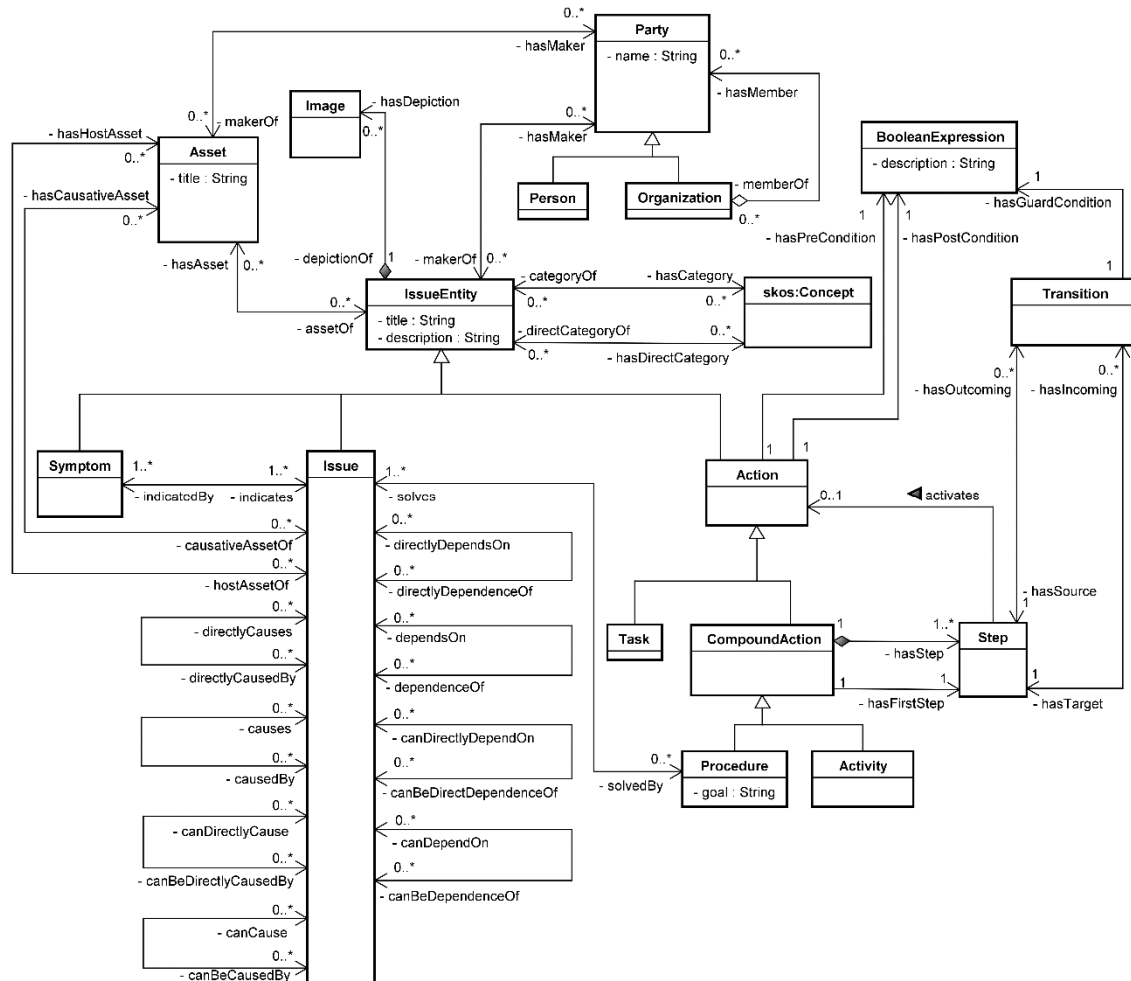 0..*
Party
- hasMaker
- name : String
0..*
- hasMember
Image
- hasDepiction
0..*
0..*
- makerOf
0..*
- hasMaker
- hasHostAsset
0..*
Asset
- title : String
BooleanExpression
- description : String
- hasCausativeAsset
0..*
Person
Organization
- memberOf
0..*
1
- hasGuardCondition
1
1
- hasPreCondition
- hasPostCondition
- hasAsset
0..*
- depictionOf
1
- makerOf
0..*
1
IssueEntity
- title : String
- description : String
- categoryOf
- hasCategory
0..*
0..*
skos:Concept
Transition
0..*
- assetOf
- directCategoryOf
0..*
0..*
- hasDirectCategory
0..*
0..*
- hasOutcoming
- hasIncoming
Symptom
Issue
1
1
Action
1..*
1..*
- indicatedBy
- indicates
1..*
- solves
0..1
activates
0..*
- causativeAssetOf
0..*
- directlyDependsOn
0..*
- hostAssetOf
0..*
- directlyDependenceOf
- hasSource
1
0..*
- directlyCauses
0..*
- directlyCausedBy
0..*
- dependsOn
0..*
- dependenceOf
Task
CompoundAction
1
1..*
- hasStep
Step
1
1
- hasFirstStep
1
- hasTarget
0..*
- causes
0..*
- causedBy
0..*
- canDirectlyDependOn
0..*
- canBeDirectDependenceOf
0..*
- solvedBy
Procedure
- goal : String
Activity
0..*
- canDirectlyCause
0..*
- canBeDirectlyCausedBy
0..*
- canDependOn
0..*
- canBeDependenceOf
0..*
- canCause
0..*
- canBeCausedBy